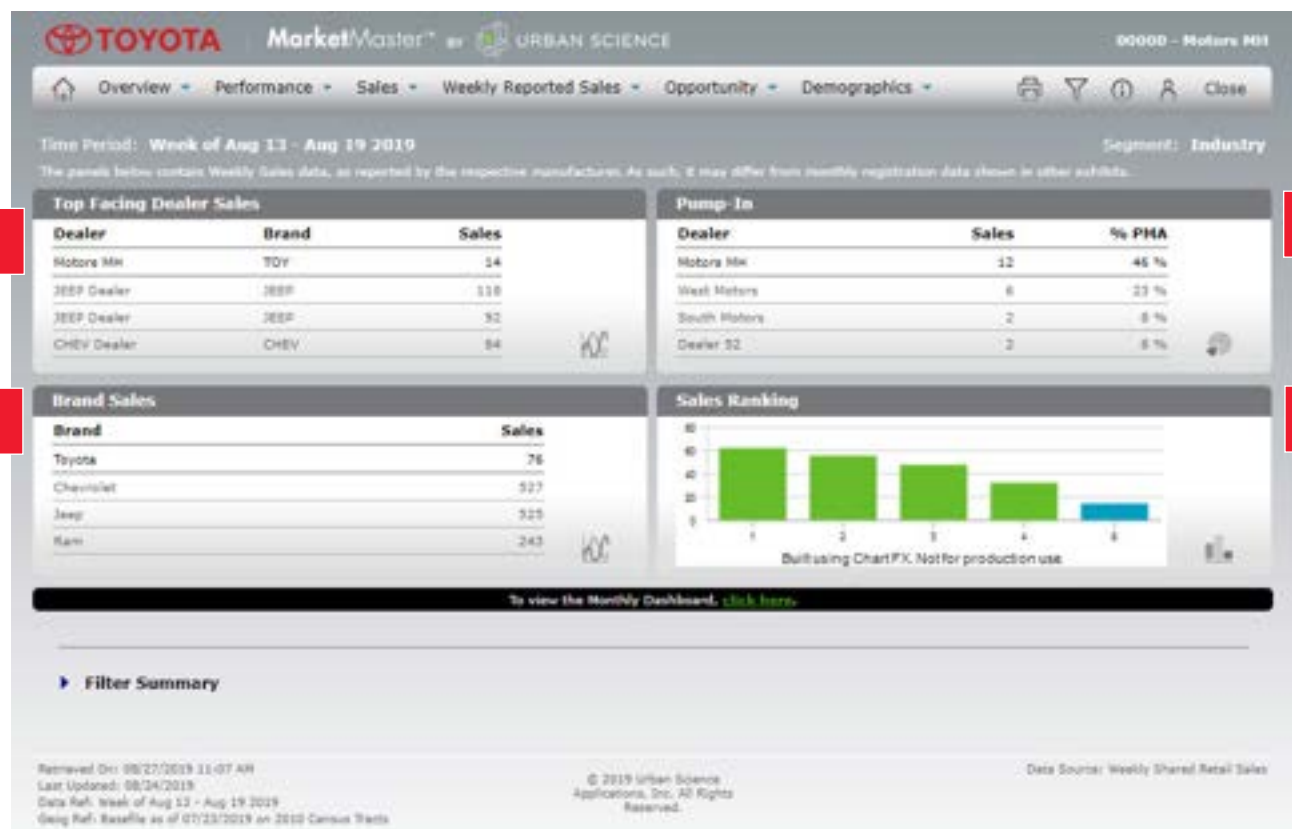 TOYOTA MarketMaster™ BY URBAN SCIENCE 00000 - Motors MH
Overview Performance Sales Weekly Reported Sales Opportunity Demographics Close
Time Period: Week of Aug 13 - Aug 19 2019 Segment: Industry
The panels below contain Weekly Sales data, as reported by the respective manufacturer. As such, it may differ from monthly registration data shown in other exhibits.
Top Facing Dealer Sales
Dealer Brand Sales
Motors MH TOY 14
JEEP Dealer JEEP
JEEP Dealer JEEP 92
CHEV Dealer CHEV
Pump-In
Dealer Sales % PMA
Motors MH 12 46 %
West Motors 6 23 %
South Motors 2
Dealer 52 2
Brand Sales
Brand Sales
Toyota 76
Chevrolet 527
Jeep 525
Ram 243
Sales Ranking
80
60
40
20
0
1 2 3 4
Built using Chart FX. Not for production use.
To view the Monthly Dashboard, click here.
Filter Summary
Retrieved On: 08/27/2019 11:07 AM
Last Updated: 08/24/2019
Data Ref: Week of Aug 13 - Aug 19 2019
Geog Ref: Basefile as of 07/23/2019 on 2010 Census Tracts
© 2019 Urban Science
Applications, Inc. All Rights
Reserved.
Data Source: Weekly Shared Retail Sales